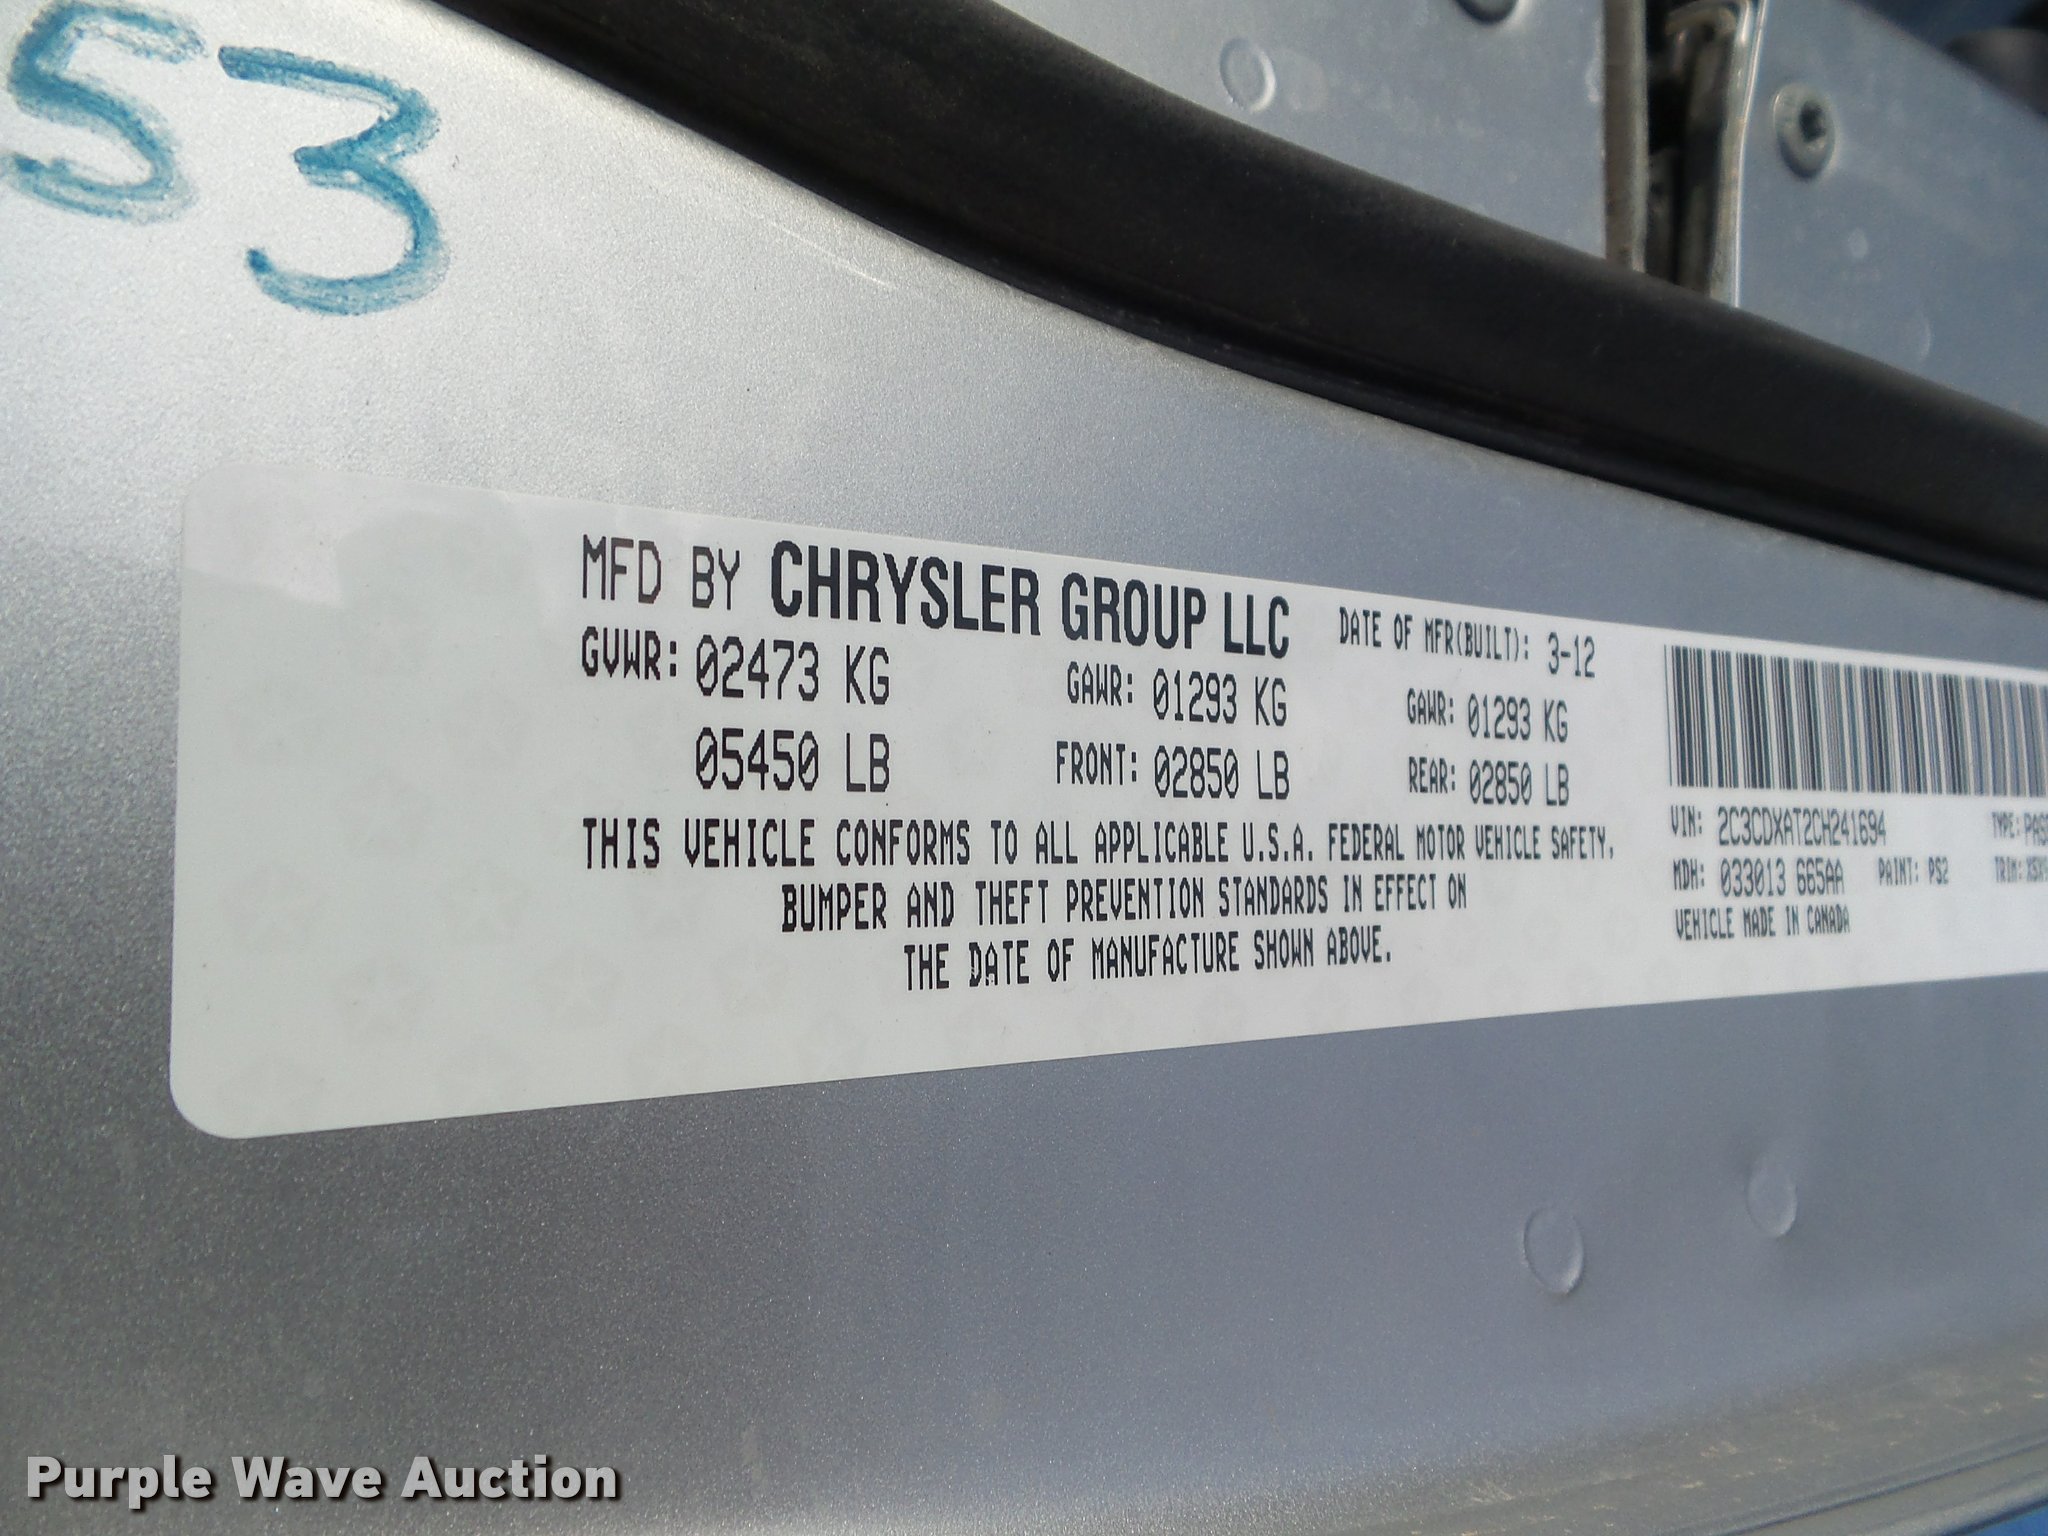 53
MFD BY CHRYSLER GROUP LLC DATE OF MFR(BUILT): 3-12
GVWR: 02473 KG GAWR: 01293 KG GAWR: 01293 KG
05450 LB FRONT: 02850 LB REAR: 02850 LB
THIS VEHICLE CONFORMS TO ALL APPLICABLE U.S.A. FEDERAL MOTOR VEHICLE SAFETY,
BUMPER AND THEFT PREVENTION STANDARDS IN EFFECT ON
THE DATE OF MANUFACTURE SHOWN ABOVE.
VIN: 2C3CDXAT2CH241694 TYPE:
MDH: 033013 665AA PAINT: PS2 TRIM:
VEHICLE MADE IN CANADA
Purple Wave Auction